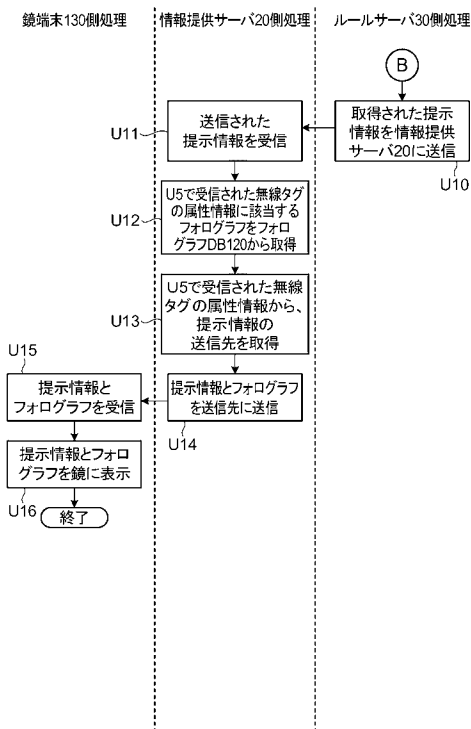 鏡端末130側処理
情報提供サーバ20側処理
ルールサーバ30側処理
B
取得された提示
情報を情報提供
サーバ20に送信
U10
送信された
提示情報を受信
U11
U5で受信された無線タグ
の属性情報に該当する
フォログラフをフォロ
グラフDB120から取得
U12
U5で受信された無線
タグの属性情報から、
提示情報の
送信先を取得
U13
提示情報とフォログラフ
を送信先に送信
U14
U15
提示情報と
フォログラフを受信
提示情報とフォロ
グラフを鏡に表示
U16
終了